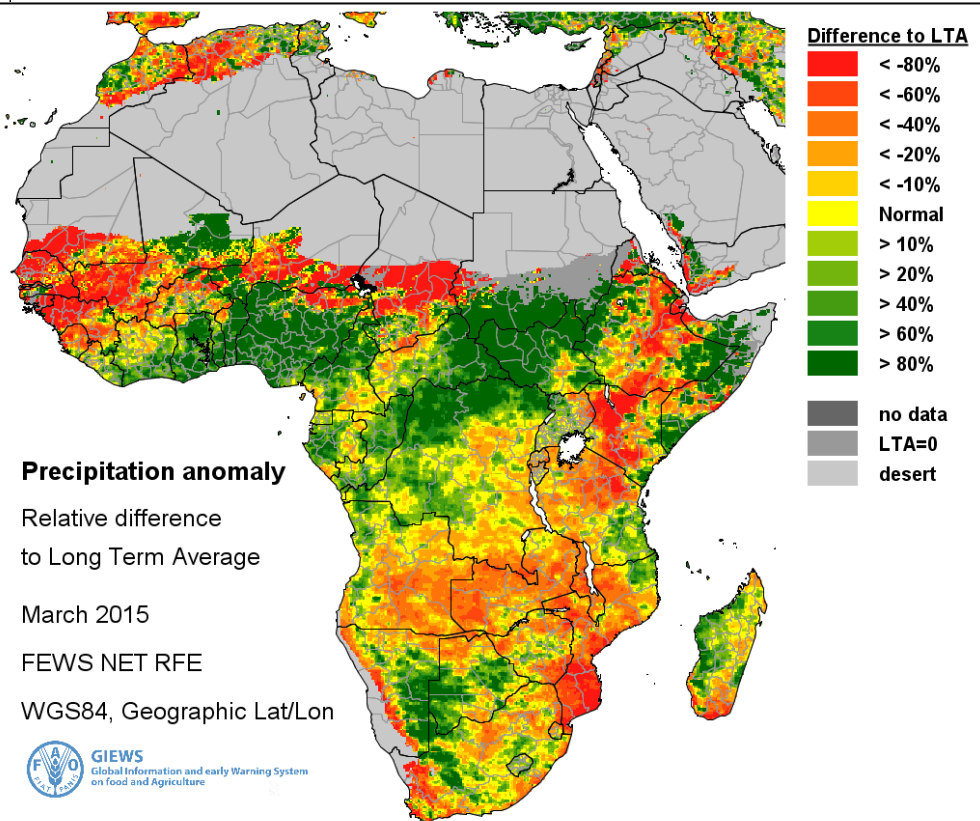 Difference to LTA
< -80%
< -60%
< -40%
< -20%
< -10%
Normal
> 10%
> 20%
> 40%
> 60%
> 80%
no data
LTA=0
desert
Precipitation anomaly
Relative difference
to Long Term Average
March 2015
FEWS NET RFE
WGS84, Geographic Lat/Lon
F A O
FIAT PANIS
GIEWS
Global Information and early Warning System
on food and Agriculture